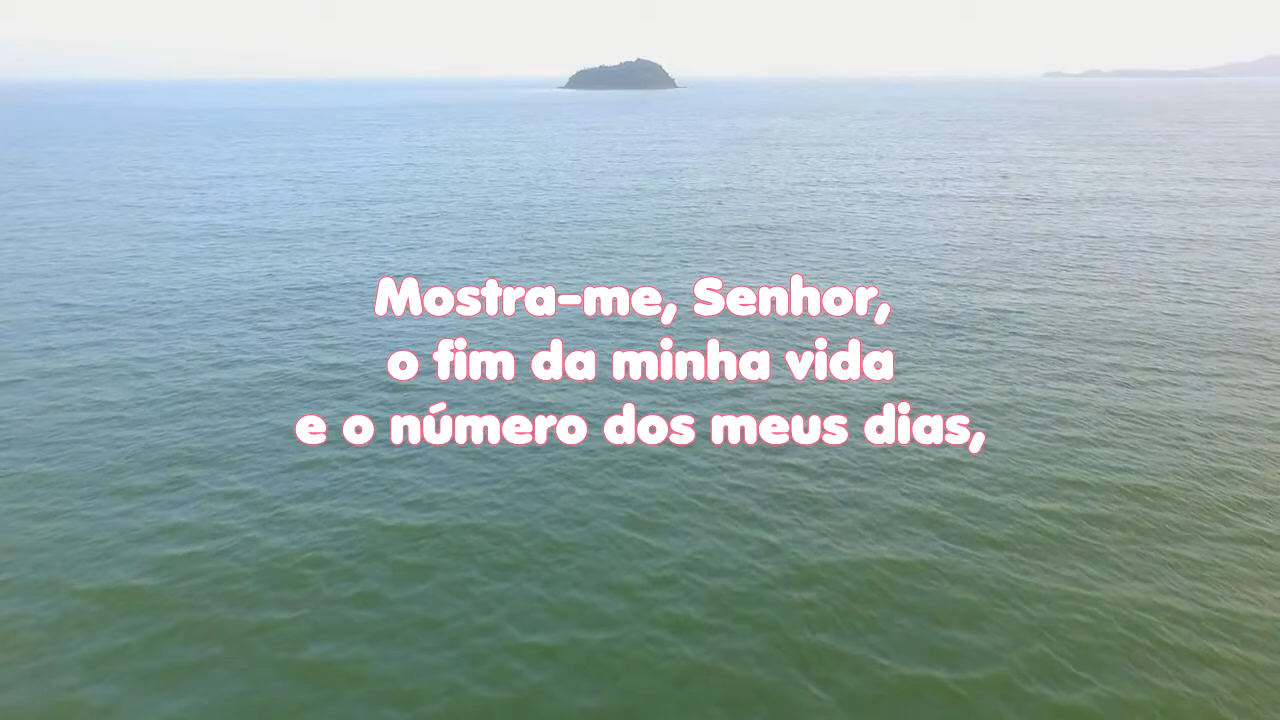 Mostra-me, Senhor,
o fim da minha vida
e o número dos meus dias,